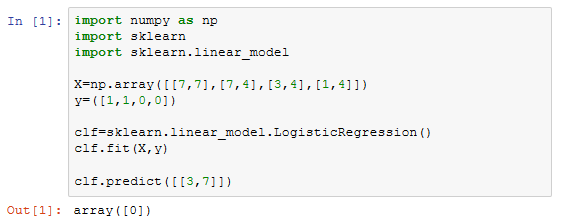 In [1]: import numpy as np
import sklearn
import sklearn.linear_model
X=np.array([[7,7],[7,4],[3,4],[1,4]])
y=([1,1,0,0])
clf=sklearn.linear_model.LogisticRegression()
clf.fit(X,y)
clf.predict([[3,7]])
Out[1]: array([0])